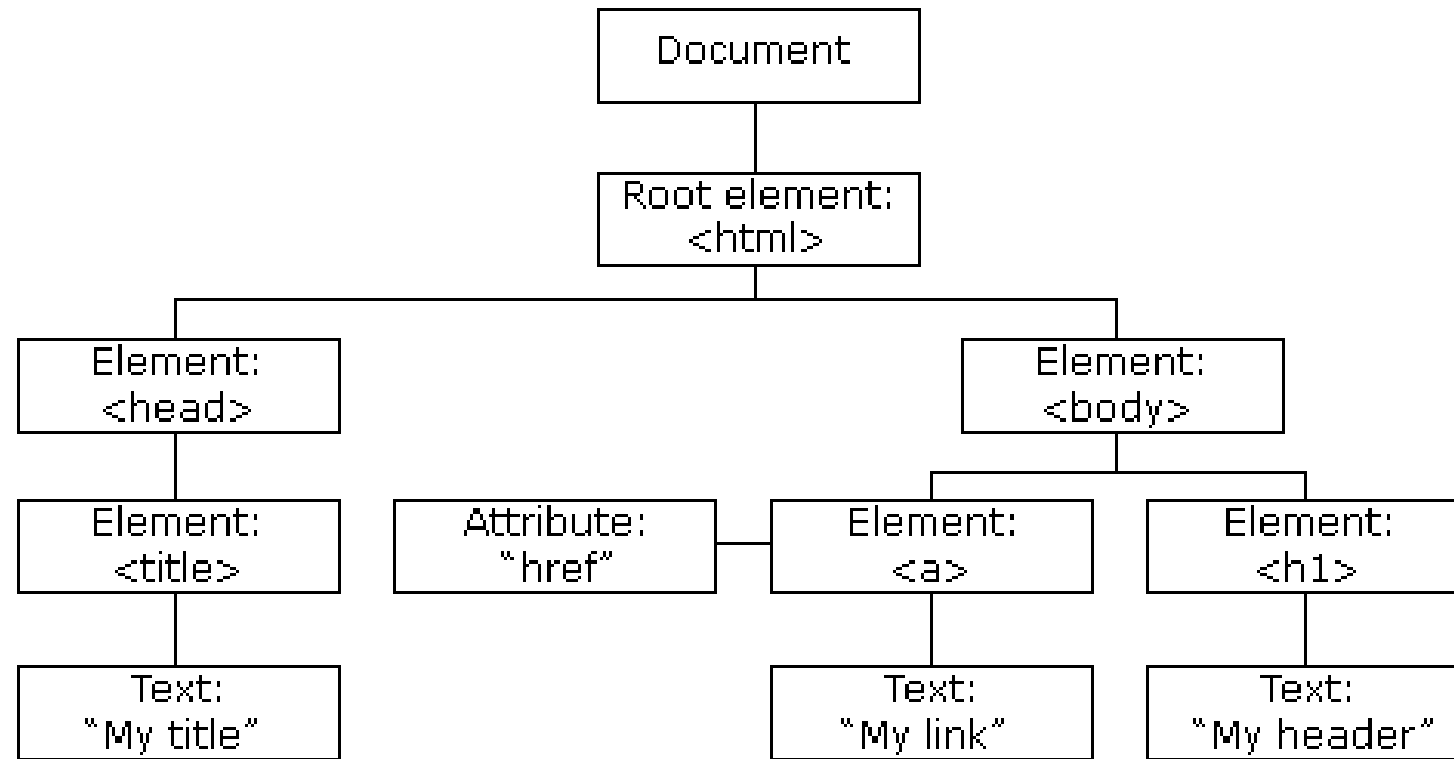 Document
Root element:
<html>
Element:
<head>
Element:
<body>
Element:
<title>
Attribute:
“href”
Element:
<a>
Element:
<h1>
Text:
“My title”
Text:
“My link”
Text:
“My header”